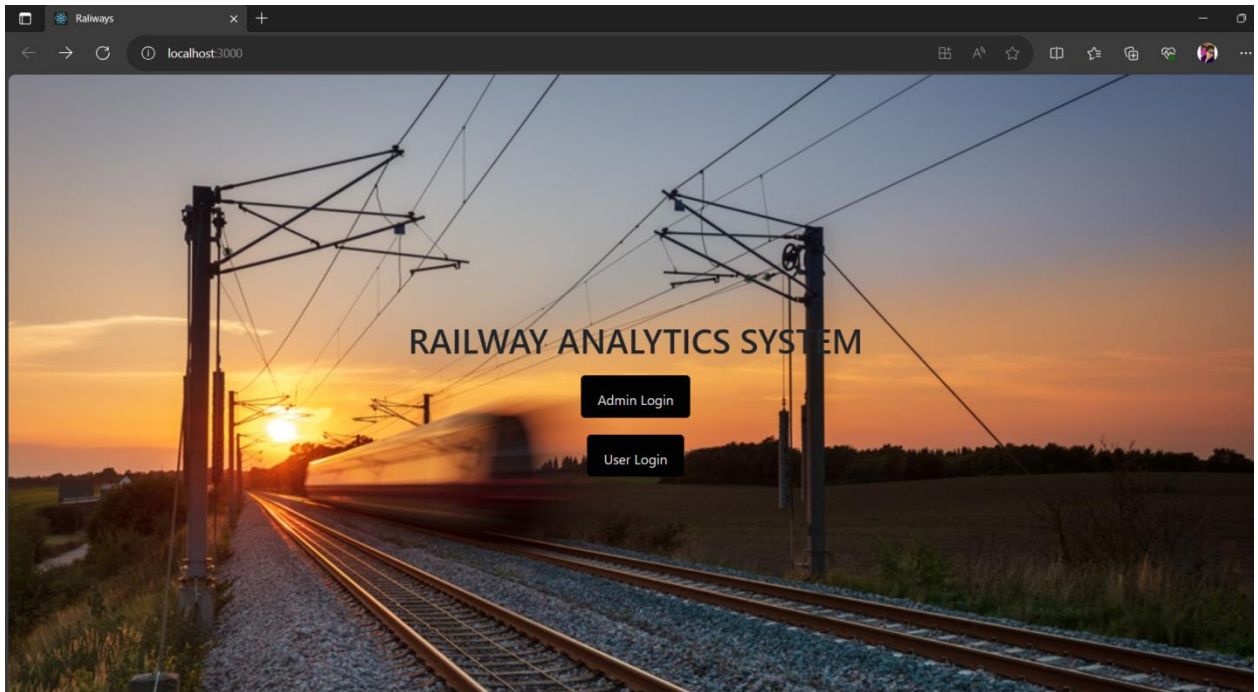 Raliways
localhost:3000
RAILWAY ANALYTICS SYSTEM
Admin Login
User Login